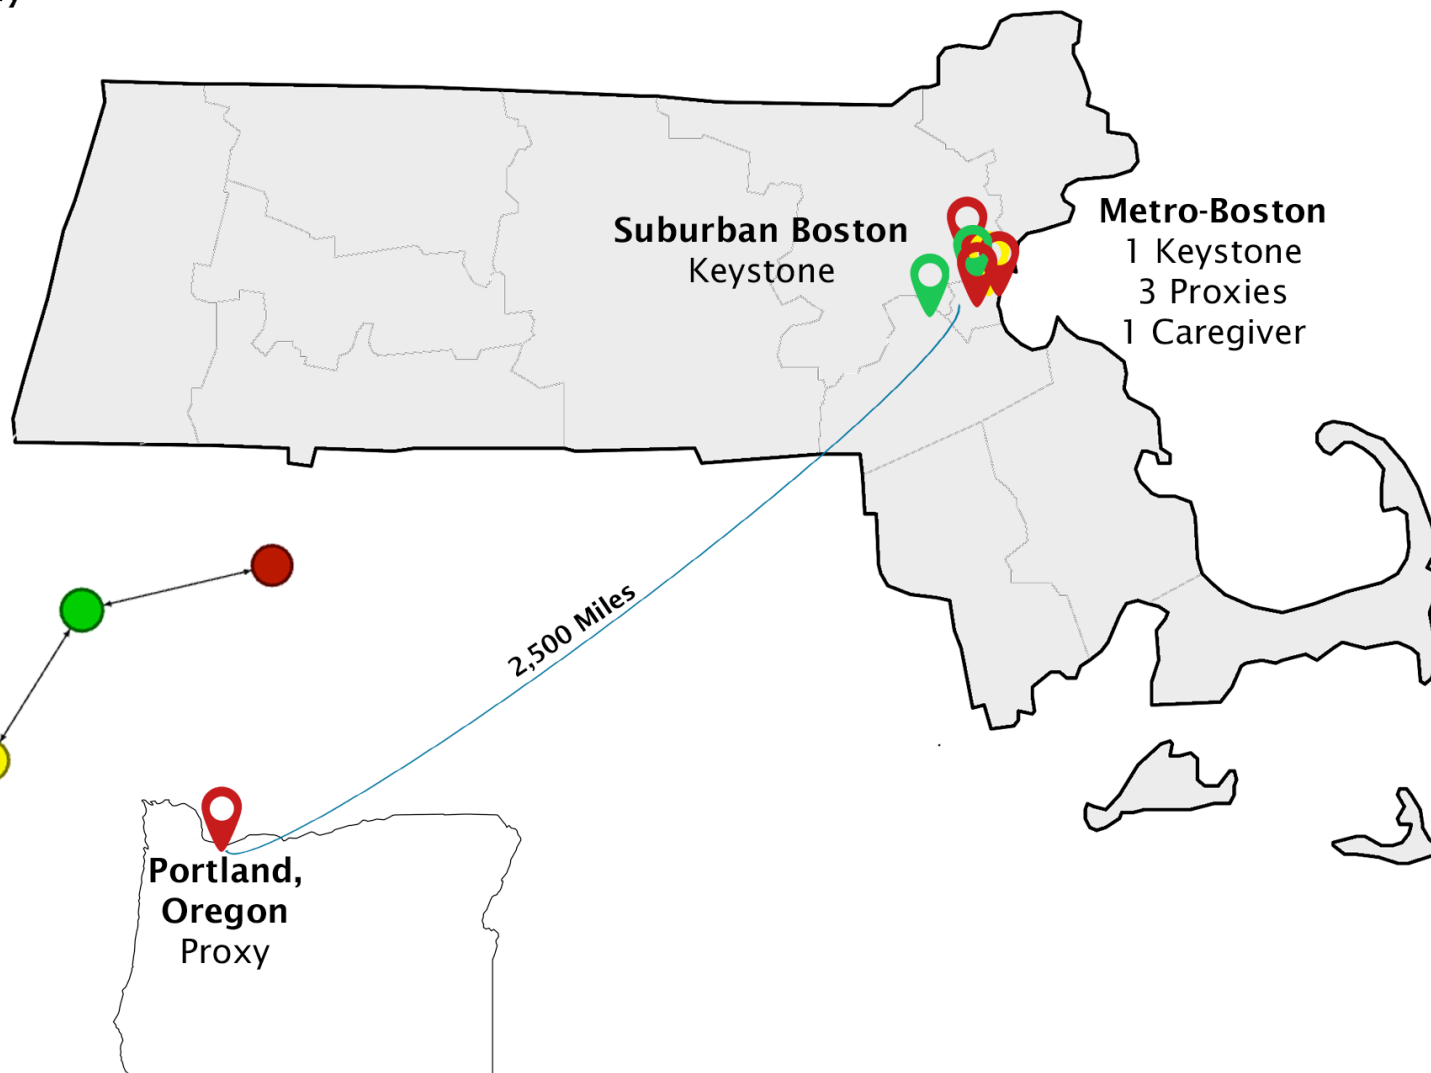 Suburban Boston
Keystone
Metro-Boston
1 Keystone
3 Proxies
1 Caregiver
2,500 Miles
Portland,
Oregon
Proxy